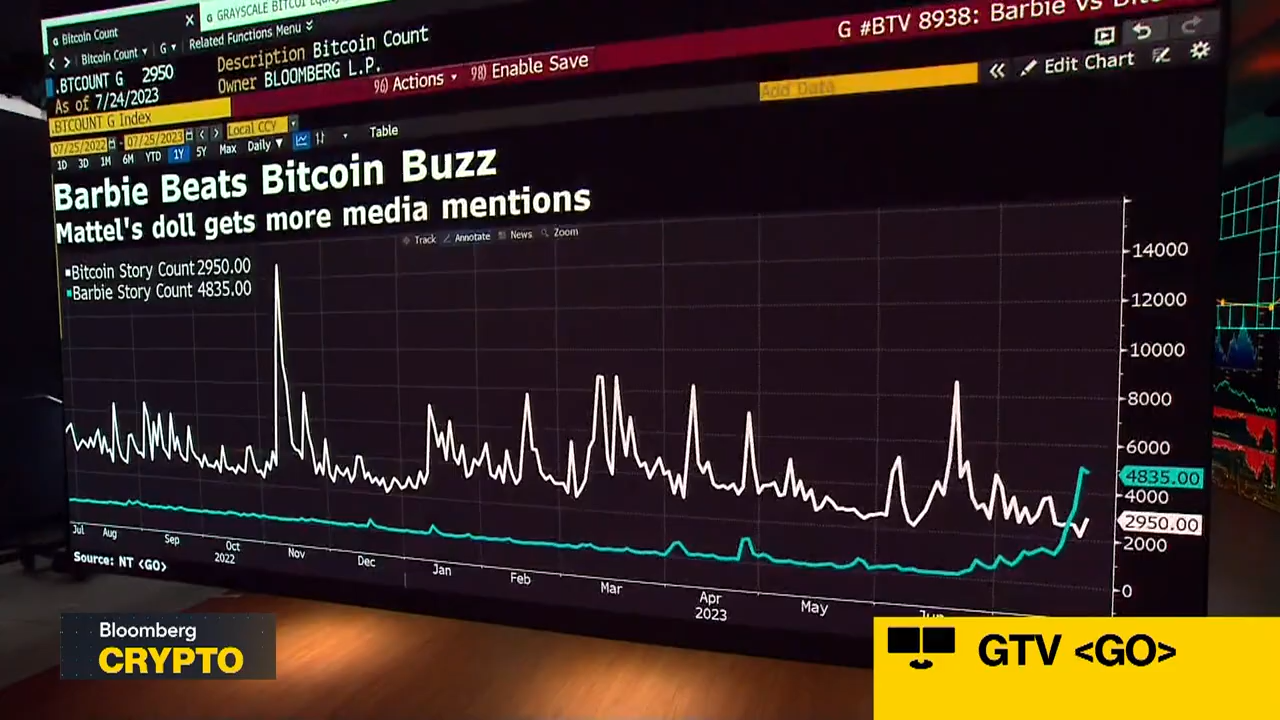 G Bitcoin Count
X
G GRAYSCALE BITCOI Equity
< > Bitcoin Count G Related Functions Menu
.BTCOUNT G 2950
As of 7/24/2023
Description Bitcoin Count
Owner BLOOMBERG L.P.
G #BTV 8938: Barbie vs
.BTCOUNT G Index
96) Actions 98) Enable Save
Add Data
« Edit Chart
07/25/2022 - 07/25/2023 < > Local CCY
1D 3D 1M 6M YTD 1Y 5Y Max Daily Table
Barbie Beats Bitcoin Buzz
Mattel's doll gets more media mentions
Track Annotate News Zoom
Bitcoin Story Count 2950.00
Barbie Story Count 4835.00
14000
12000
10000
8000
6000
4835.00
4000
2950.00
2000
0
Jul Aug Sep Oct Nov Dec Jan Feb Mar Apr May Jun
2022 2023
Source: NT <GO>
Bloomberg
CRYPTO
GTV <GO>